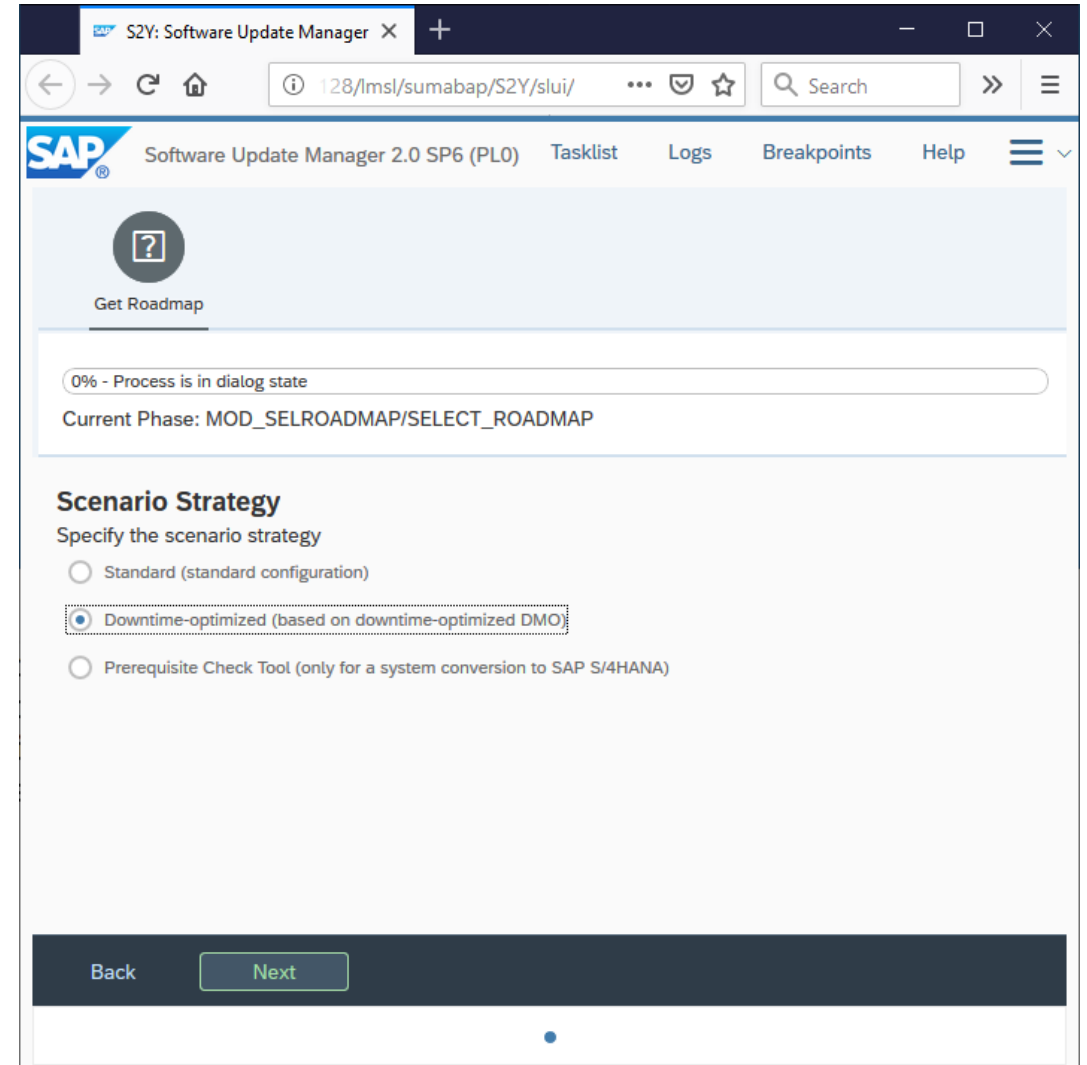 S2Y: Software Update Manager
128/lmsl/sumabap/S2Y/slui/
Search
SAP®
Software Update Manager 2.0 SP6 (PL0)
Tasklist
Logs
Breakpoints
Help
Get Roadmap
0% - Process is in dialog state
Current Phase: MOD_SELROADMAP/SELECT_ROADMAP
Scenario Strategy
Specify the scenario strategy
Standard (standard configuration)
Downtime-optimized (based on downtime-optimized DMO)
Prerequisite Check Tool (only for a system conversion to SAP S/4HANA)
Back
Next